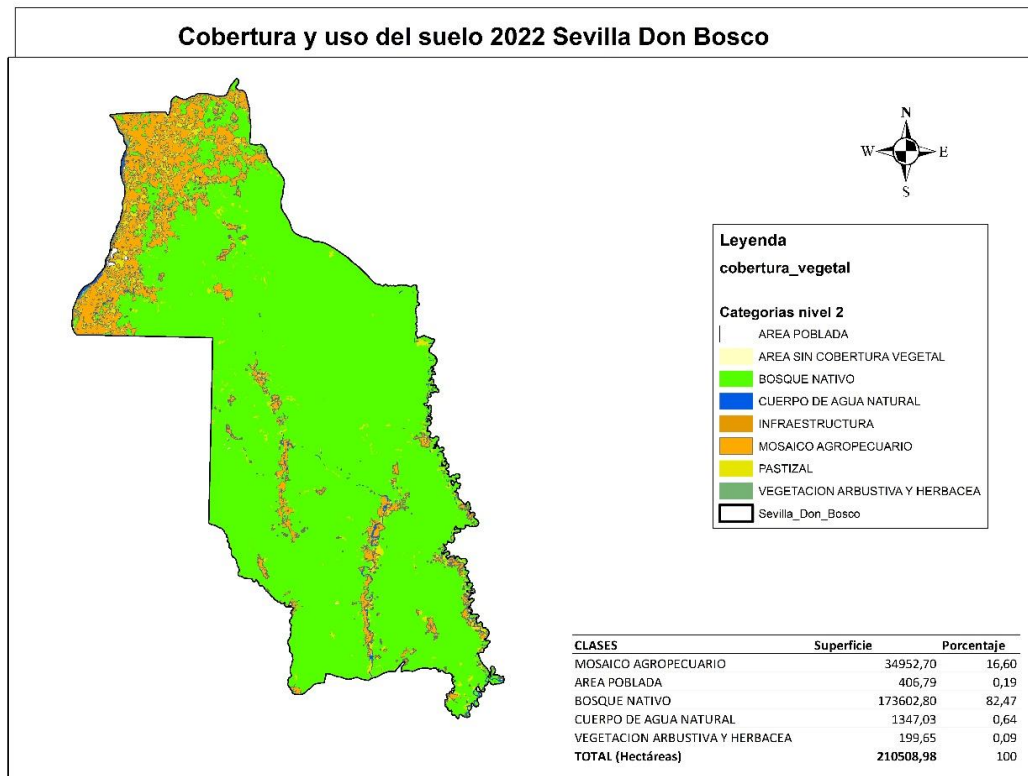 Cobertura y uso del suelo 2022 Sevilla Don Bosco
N
W E
S
Leyenda
cobertura_vegetal
Categorias nivel 2
AREA POBLADA
AREA SIN COBERTURA VEGETAL
BOSQUE NATIVO
CUERPO DE AGUA NATURAL
INFRAESTRUCTURA
MOSAICO AGROPECUARIO
PASTIZAL
VEGETACION ARBUSTIVA Y HERBACEA
Sevilla_Don_Bosco
CLASES Superficie Porcentaje
MOSAICO AGROPECUARIO 34952,70 16,60
AREA POBLADA 406,79 0,19
BOSQUE NATIVO 173602,80 82,47
CUERPO DE AGUA NATURAL 1347,03 0,64
VEGETACION ARBUSTIVA Y HERBACEA 199,65 0,09
TOTAL (Hectáreas) 210508,98 100